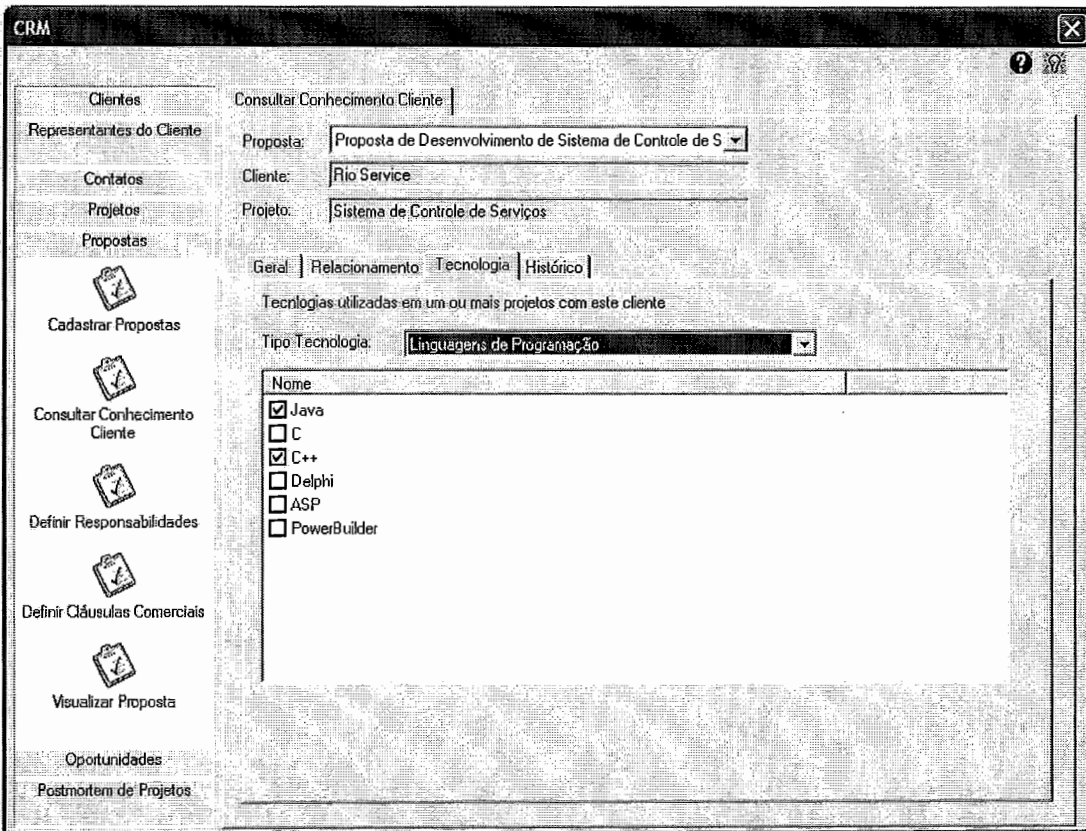 CRM
Clientes
Representantes do Cliente
Contatos
Projetos
Propostas
Cadastrar Propostas
Consultar Conhecimento
Cliente
Definir Responsabilidades
Definir Cláusulas Comerciais
Visualizar Proposta
Oportunidades
Postmortem de Projetos
Consultar Conhecimento Cliente
Proposta: Proposta de Desenvolvimento de Sistema de Controle de S
Cliente: Rio Service
Projeto: Sistema de Controle de Serviços
Geral Relacionamento Tecnologia Histórico
Tecnlogias utilizadas em um ou mais projetos com este cliente
Tipo Tecnologia: Linguagens de Programação
Nome
Java
C
C++
Delphi
ASP
PowerBuilder